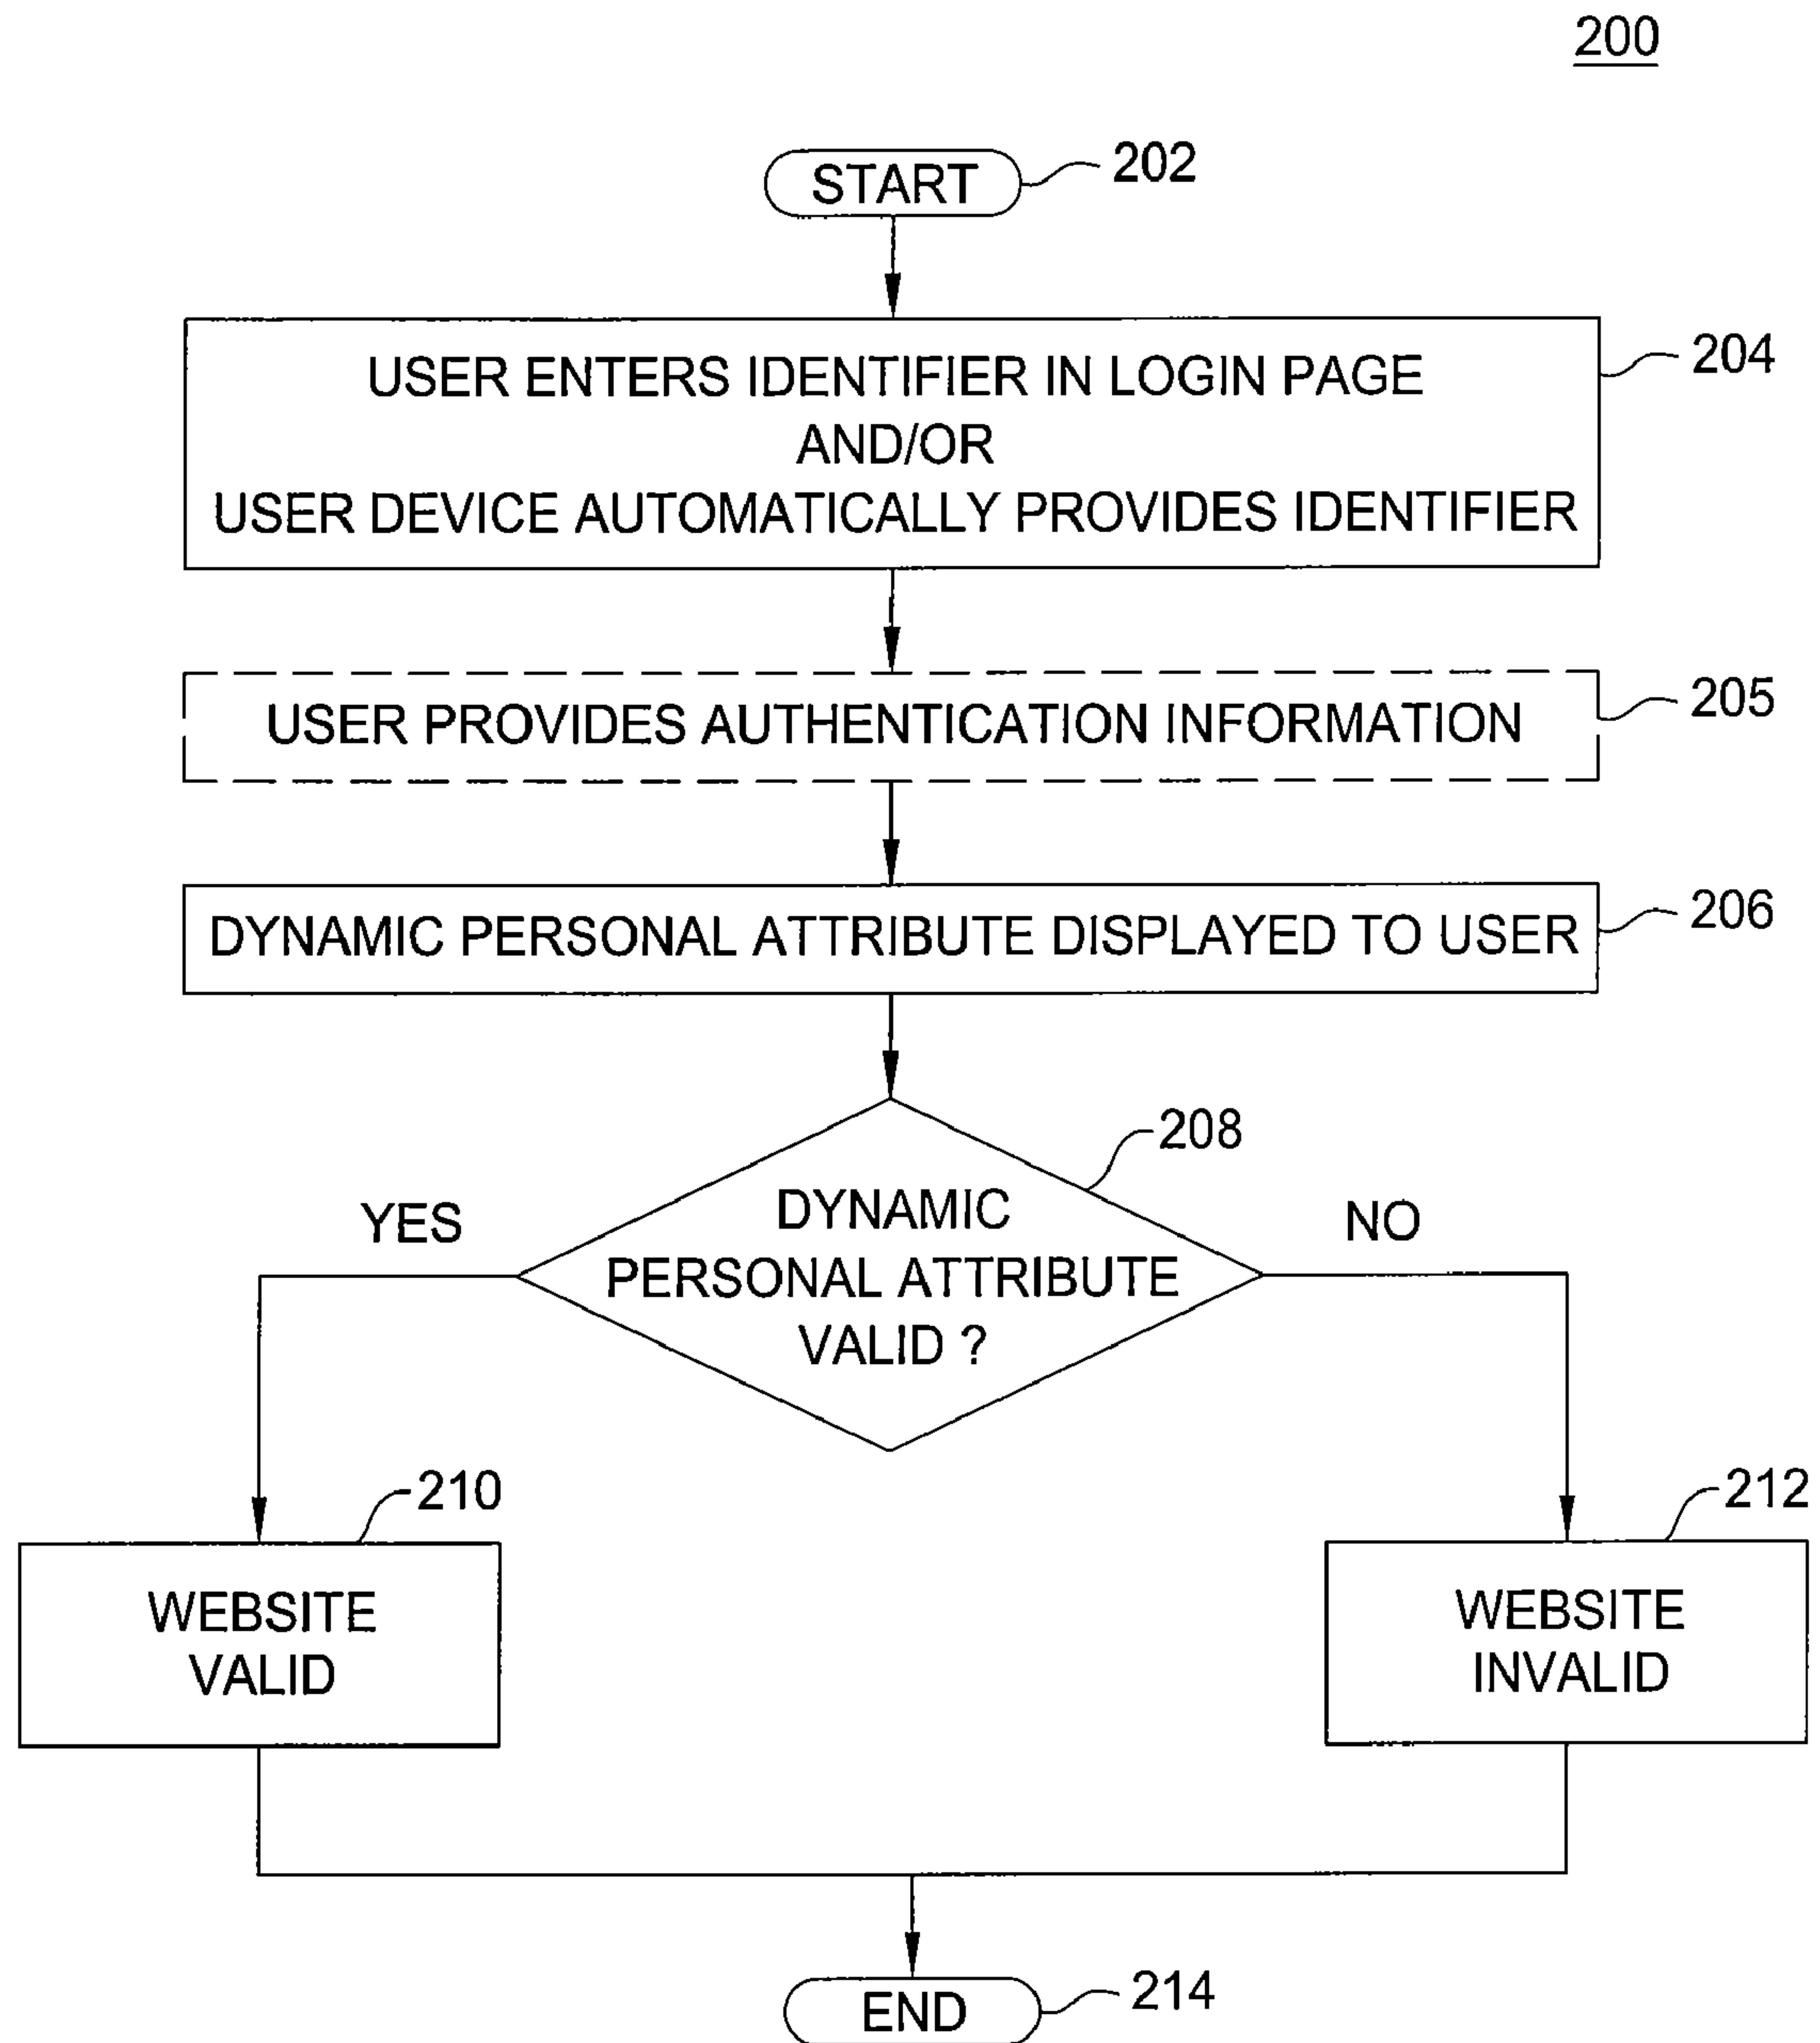 200
START
202
USER ENTERS IDENTIFIER IN LOGIN PAGE
204
AND/OR
USER DEVICE AUTOMATICALLY PROVIDES IDENTIFIER
USER PROVIDES AUTHENTICATION INFORMATION
205
DYNAMIC PERSONAL ATTRIBUTE DISPLAYED TO USER
206
208
YES
DYNAMIC
NO
PERSONAL ATTRIBUTE
VALID ?
210
212
WEBSITE
VALID
WEBSITE
INVALID
END
214